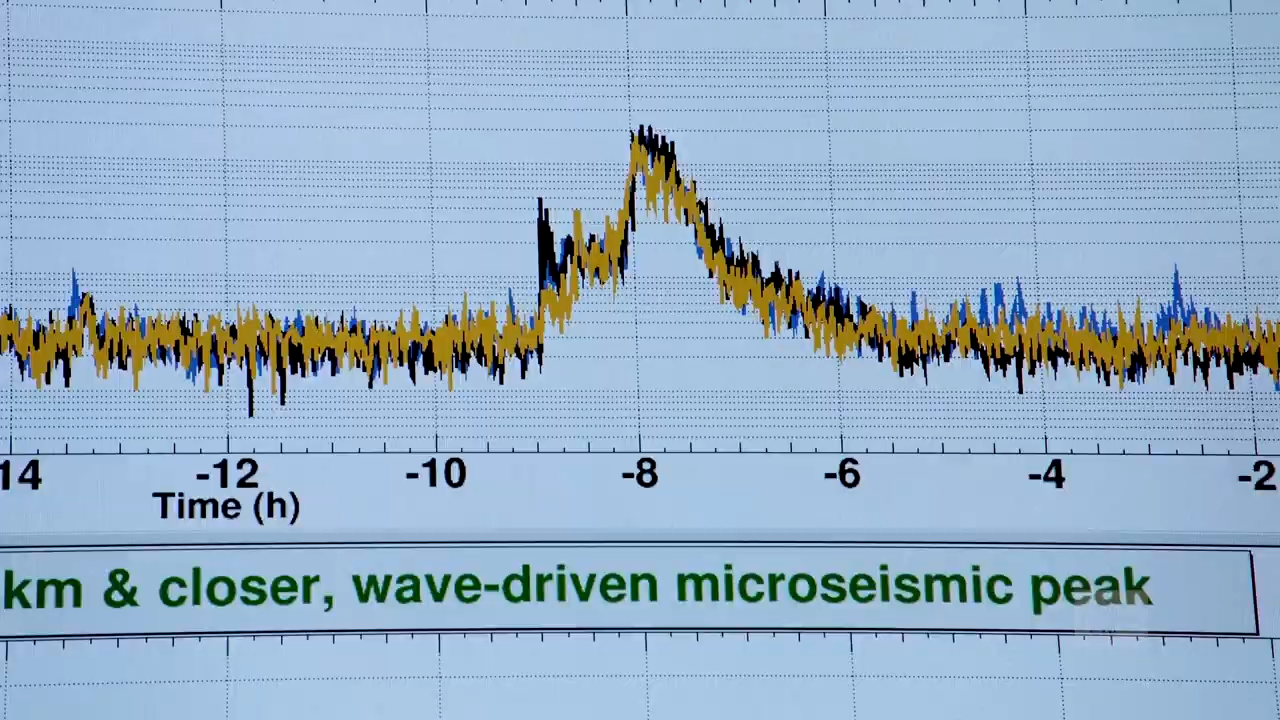 14 -12 -10 -8 -6 -4 -2
Time (h)
km & closer, wave-driven microseismic peak